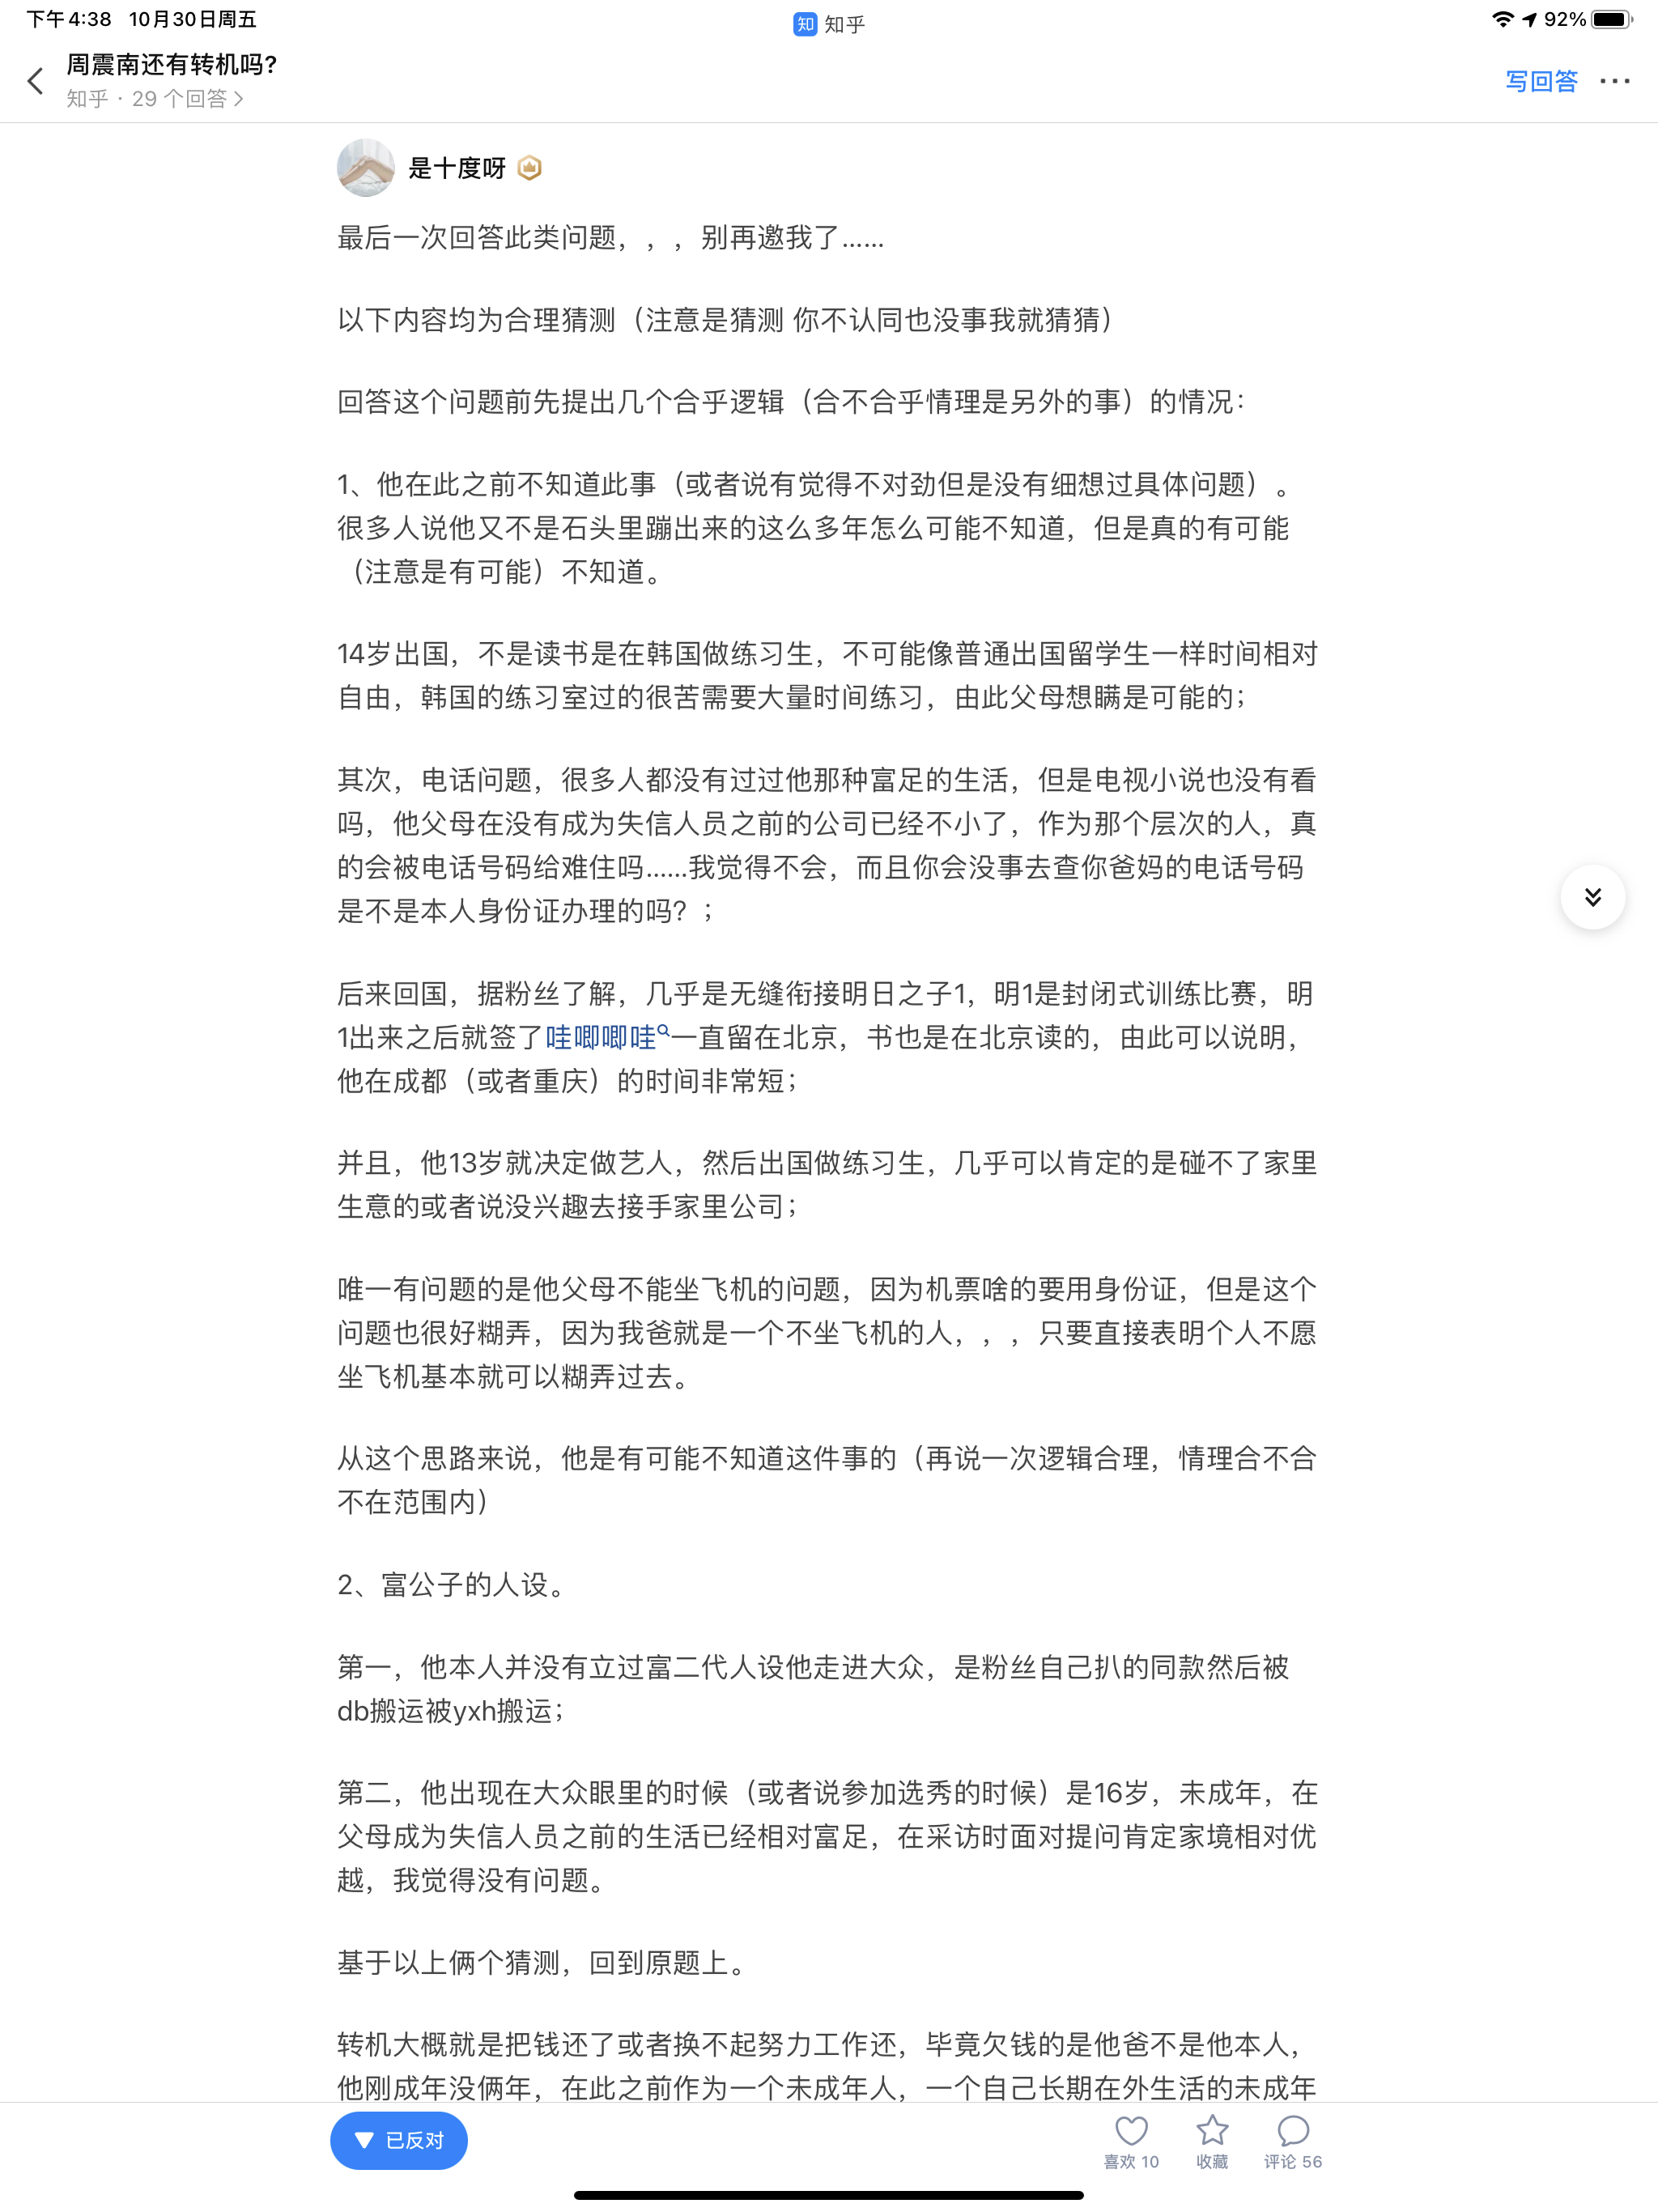 下午4:38 10月30日周五
知 知乎
92%
周震南还有转机吗?
知乎 · 29 个回答
写回答
是十度呀
最后一次回答此类问题，，，别再邀我了……
以下内容均为合理猜测（注意是猜测 你不认同也没事我就猜猜）
回答这个问题前先提出几个合乎逻辑（合不合乎情理是另外的事）的情况：
1、他在此之前不知道此事（或者说有觉得不对劲但是没有细想过具体问题）。
很多人说他又不是石头里蹦出来的这么多年怎么可能不知道，但是真的有可能
（注意是有可能）不知道。
14岁出国，不是读书是在韩国做练习生，不可能像普通出国留学生一样时间相对
自由，韩国的练习室过的很苦需要大量时间练习，由此父母想瞒是可能的；
其次，电话问题，很多人都没有过过他那种富足的生活，但是电视小说也没有看
吗，他父母在没有成为失信人员之前的公司已经不小了，作为那个层次的人，真
的会被电话号码给难住吗……我觉得不会，而且你会没事去查你爸妈的电话号码
是不是本人身份证办理的吗？；
后来回国，据粉丝了解，几乎是无缝衔接明日之子1，明1是封闭式训练比赛，明
1出来之后就签了哇唧唧哇一直留在北京，书也是在北京读的，由此可以说明，
他在成都（或者重庆）的时间非常短；
并且，他13岁就决定做艺人，然后出国做练习生，几乎可以肯定的是碰不了家里
生意的或者说没兴趣去接手家里公司；
唯一有问题的是他父母不能坐飞机的问题，因为机票啥的要用身份证，但是这个
问题也很好糊弄，因为我爸就是一个不坐飞机的人，，，只要直接表明个人不愿
坐飞机基本就可以糊弄过去。
从这个思路来说，他是有可能不知道这件事的（再说一次逻辑合理，情理合不合
不在范围内）
2、富公子的人设。
第一，他本人并没有立过富二代人设他走进大众，是粉丝自己扒的同款然后被
db搬运被yxh搬运；
第二，他出现在大众眼里的时候（或者说参加选秀的时候）是16岁，未成年，在
父母成为失信人员之前的生活已经相对富足，在采访时面对提问肯定家境相对优
越，我觉得没有问题。
基于以上俩个猜测，回到原题上。
转机大概就是把钱还了或者换不起努力工作还，毕竟欠钱的是他爸不是他本人，
他刚成年没俩年，在此之前作为一个未成年人，一个自己长期在外生活的未成年
已反对
喜欢 10
收藏
评论 56